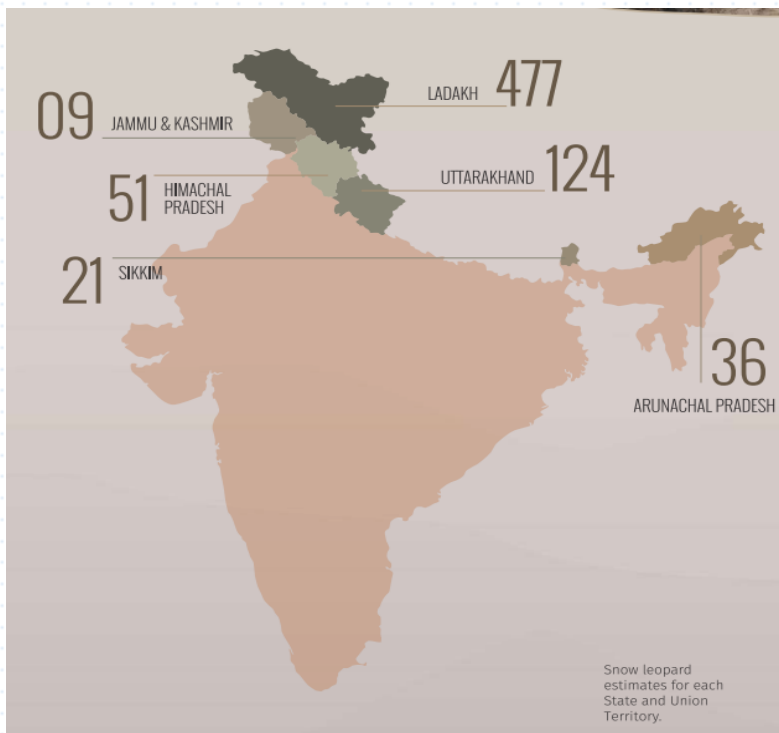 LADAKH 477
09 JAMMU & KASHMIR
UTTARAKHAND 124
51 HIMACHAL
PRADESH
21 SIKKIM
36
ARUNACHAL PRADESH
Snow leopard
estimates for each
State and Union
Territory.